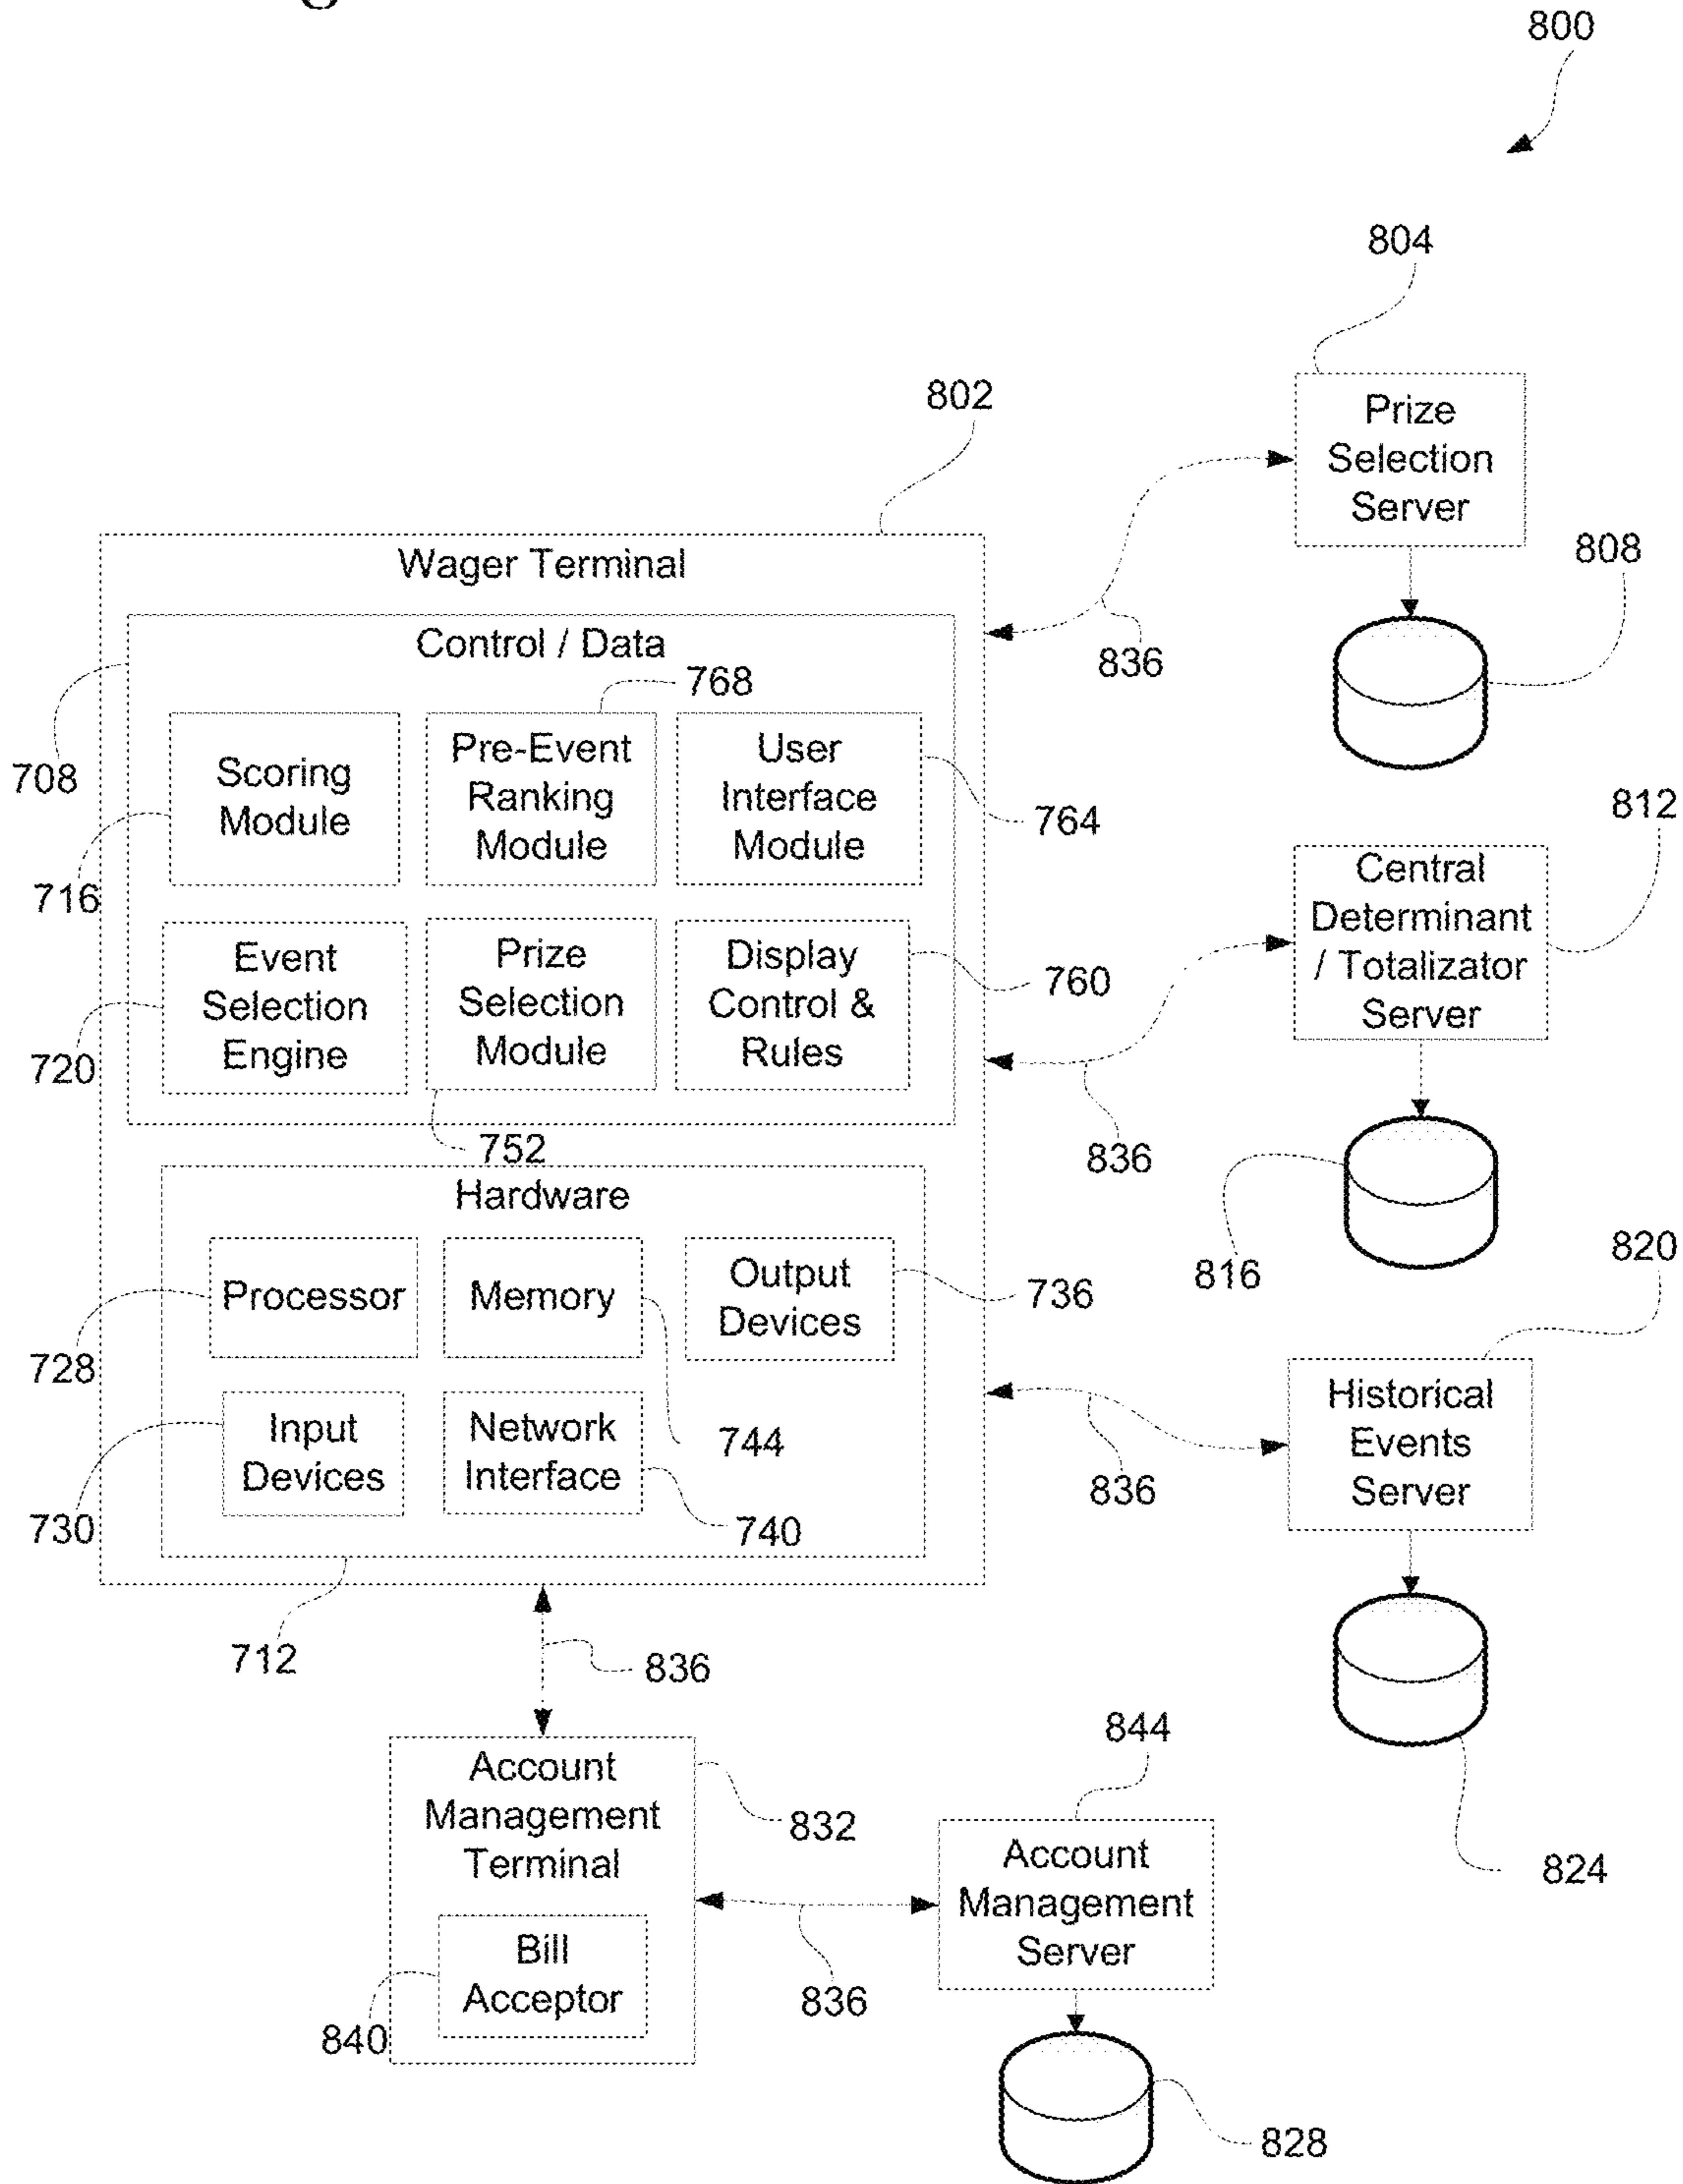 800
804
Prize
Selection
Server
802
808
Wager Terminal
Control / Data
836
768
708
Scoring
Module
Pre-Event
Ranking
Module
User
Interface
Module
764
716
812
Central
Determinant
/ Totalizator
Server
Event
Selection
Engine
Prize
Selection
Module
Display
Control &
Rules
760
720
752
836
Hardware
816
820
Processor
Memory
Output
Devices
736
728
Historical
Events
Server
Input
Devices
Network
Interface
744
836
730
740
712
836
844
Account
Management
Terminal
832
824
Account
Management
Server
Bill
Acceptor
836
840
828